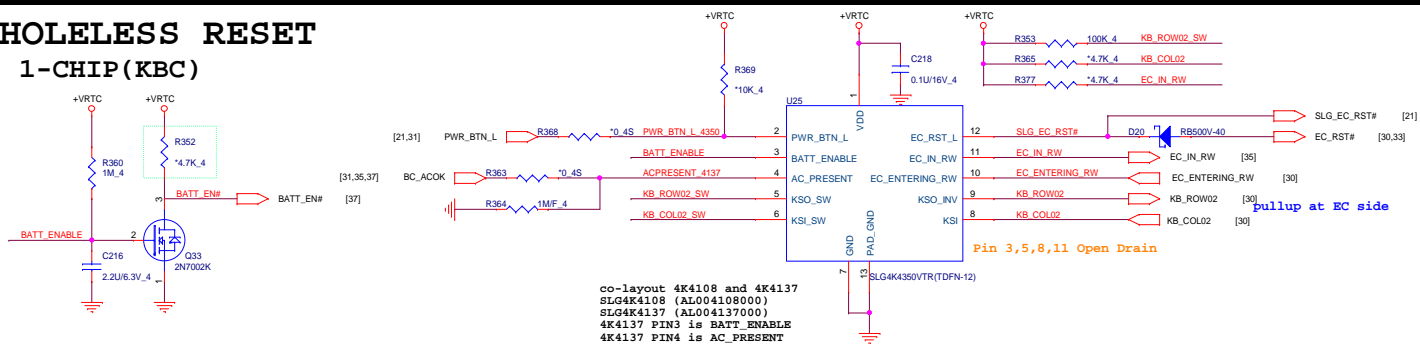 HOLELESS RESET
1-CHIP(KBC)
+VRTC
+VRTC
R352
*4.7K_4
R360
1M_4
BATT_EN#
BATT_EN#
[37]
3
BATT_ENABLE
2
C216
2.2U/6.3V_4
Q33
2N7002K
1
+VRTC
R369
*10K_4
[21,31]
PWR_BTN_L
R368
*0_4S
PWR_BTN_L_4350
BATT_ENABLE
[31,35,37]
BC_ACOK
R363
*0_4S
ACPRESENT_4137
R364
1M/F_4
KB_ROW02_SW
KB_COL02_SW
+VRTC
C218
0.1U/16V_4
U25
1
VDD
2
PWR_BTN_L
3
BATT_ENABLE
4
AC_PRESENT
5
KSO_SW
6
KSI_SW
EC_RST_L
12
EC_IN_RW
11
EC_ENTERING_RW
10
KSO_INV
9
KSI
8
GND
PAD_GND
7
13
SLG4K4350VTR(TDFN-12)
+VRTC
R353
100K_4
KB_ROW02_SW
R365
*4.7K_4
KB_COL02
R377
*4.7K_4
EC_IN_RW
SLG_EC_RST#
SLG_EC_RST#
[21]
D20
RB500V-40
EC_RST#
[30,33]
EC_IN_RW
EC_IN_RW
[35]
EC_ENTERING_RW
EC_ENTERING_RW
[30]
KB_ROW02
KB_ROW02
[30]
KB_COL02
KB_COL02
[30]
pullup at EC side
Pin 3,5,8,11 Open Drain
co-layout 4K4108 and 4K4137
SLG4K4108 (AL004108000)
SLG4K4137 (AL004137000)
4K4137 PIN3 is BATT_ENABLE
4K4137 PIN4 is AC_PRESENT